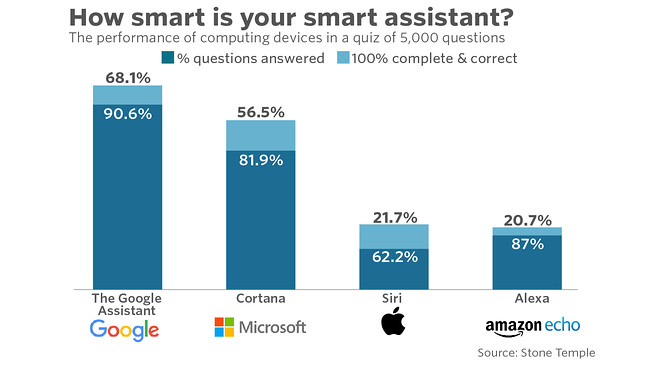 How smart is your smart assistant?
The performance of computing devices in a quiz of 5,000 questions
% questions answered 100% complete & correct
68.1%
90.6%
56.5%
81.9%
21.7%
62.2%
20.7%
87%
The Google Assistant
Cortana
Siri
Alexa
Google
Microsoft
amazon echo
Source: Stone Temple